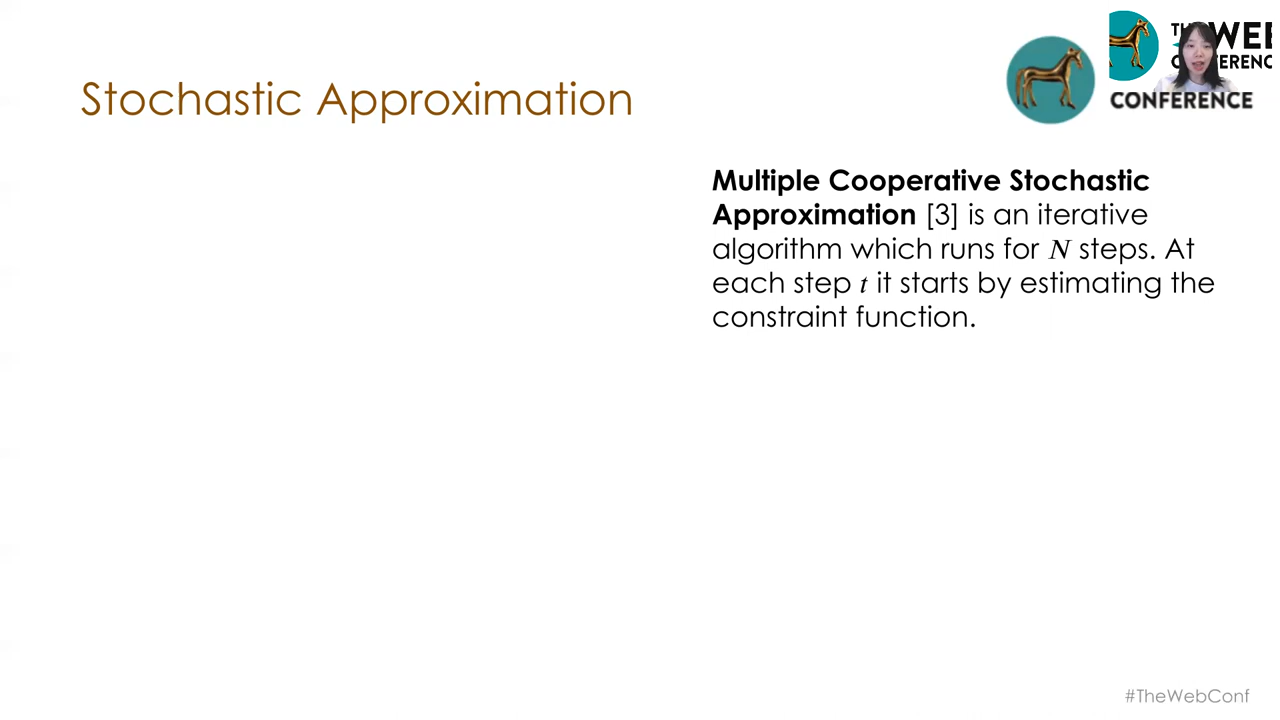 Stochastic Approximation
CONFERENCE
Multiple Cooperative Stochastic
Approximation [3] is an iterative
algorithm which runs for N steps. At
each step t it starts by estimating the
constraint function.
#TheWebConf